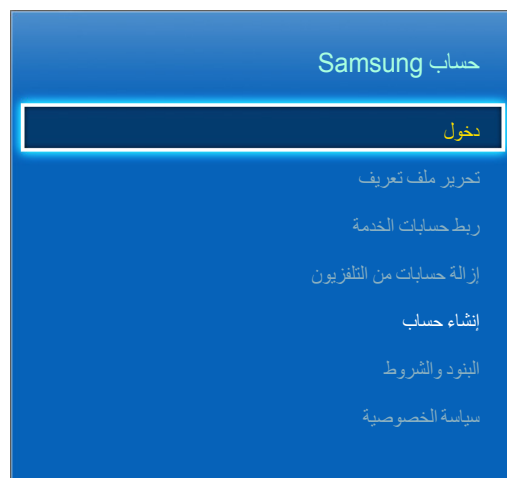 حساب Samsung
دخول
تحرير ملف تعريف
ربط حسابات الخدمة
إزالة حسابات من التلفزيون
إنشاء حساب
البنود والشروط
سياسة الخصوصية